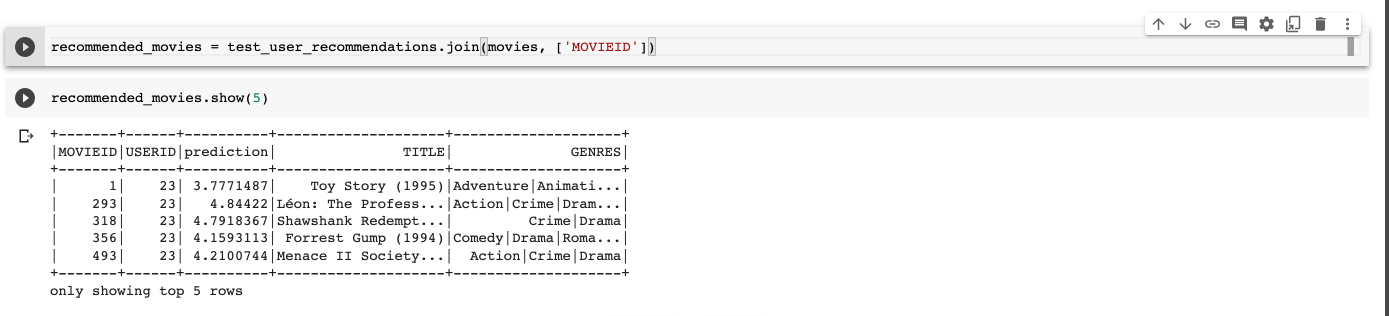 recommended_movies = test_user_recommendations.join(movies, ['MOVIEID'])
recommended_movies.show(5)
+-------+------+----------+--------------------+--------------------+
|MOVIEID|USERID|prediction|               TITLE|              GENRES|
+-------+------+----------+--------------------+--------------------+
|      1|    23| 3.7771487|    Toy Story (1995)|Adventure|Animati...|
|    293|    23|   4.84422|Léon: The Profess...|Action|Crime|Dram...|
|    318|    23| 4.7918367|Shawshank Redempt...|         Crime|Drama|
|    356|    23| 4.1593113| Forrest Gump (1994)|Comedy|Drama|Roma...|
|    493|    23| 4.2100744|Menace II Society...|  Action|Crime|Drama|
+-------+------+----------+--------------------+--------------------+
only showing top 5 rows